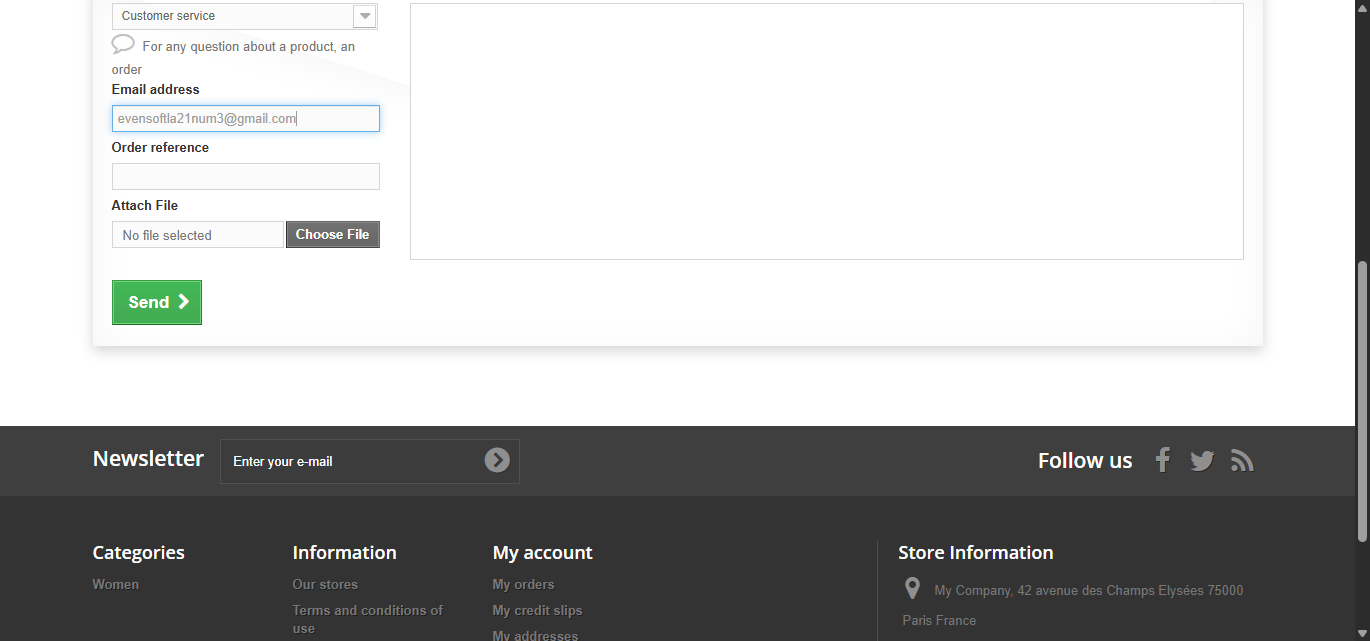 Customer service
For any question about a product, an
order
Email address
evensoftla21num3@gmail.com
Order reference
Attach File
No file selected
Choose File
Send
Newsletter
Enter your e-mail
Follow us
Categories
Women
Information
Our stores
Terms and conditions of
use
My account
My orders
My credit slips
My addresses
Store Information
My Company, 42 avenue des Champs Elysées 75000
Paris France